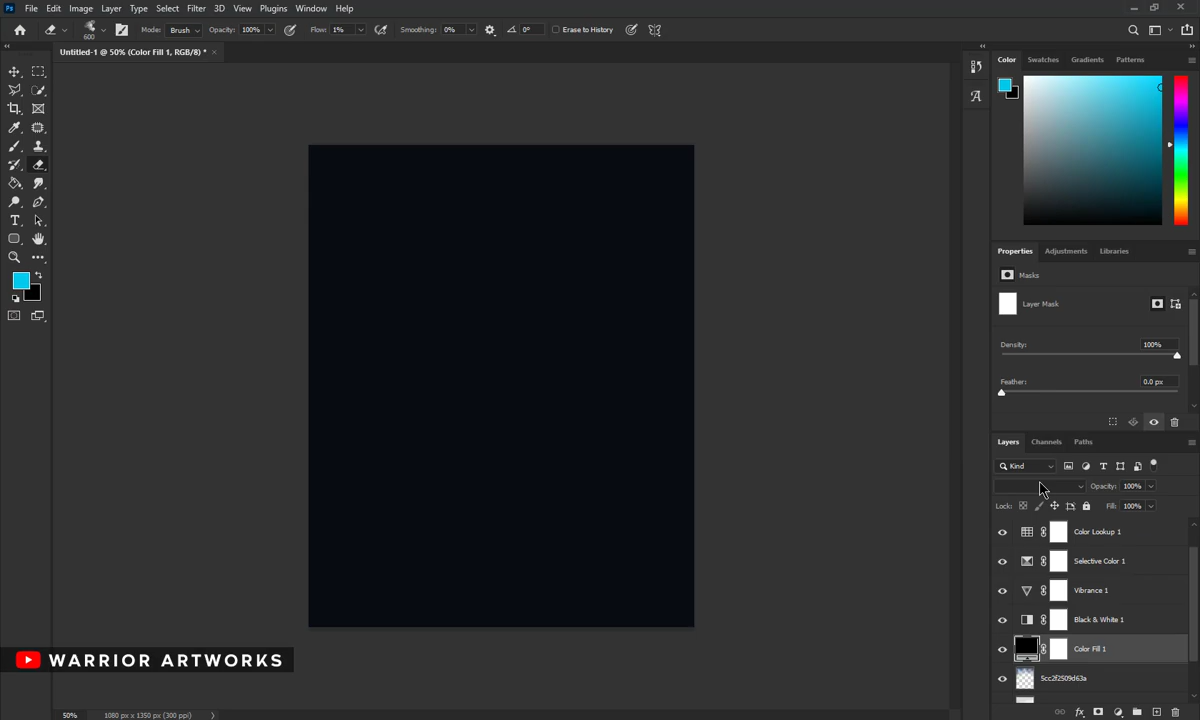 Ps File Edit Image Layer Type Select Filter 3D View Plugins Window Help
600 Mode: Brush Opacity: 100% Flow: 1% Smoothing: 0% 0° Erase to History
Untitled-1 @ 50% (Color Fill 1, RGB/8) * ×
Color Swatches Gradients Patterns
Properties Adjustments Libraries
Masks
Layer Mask
Density: 100%
Feather: 0.0 px
Layers Channels Paths
Kind
Opacity: 100%
Lock: Fill: 100%
Color Lookup 1
Selective Color 1
Vibrance 1
Black & White 1
Color Fill 1
5cc2f2509d63a
WARRIOR ARTWORKS
50% 1080 px x 1350 px (300 ppi)